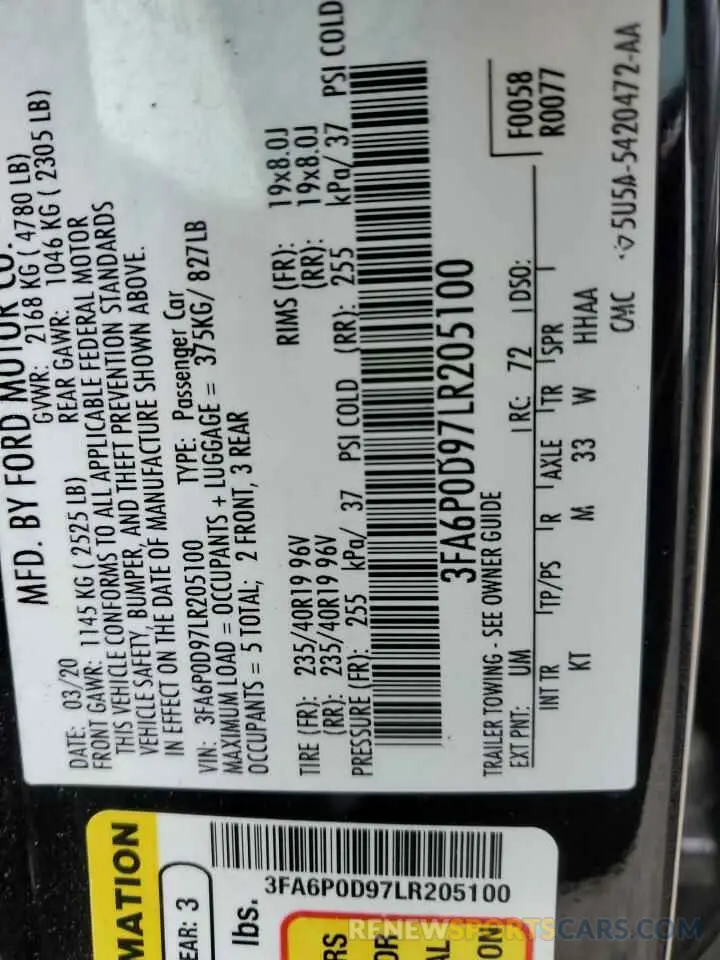 MFD. BY FORD MOTOR CO.
DATE: 03/20 GVWR: 2168 KG ( 4780 LB)
FRONT GAWR: 1145 KG ( 2525 LB) REAR GAWR: 1046 KG ( 2305 LB)
THIS VEHICLE CONFORMS TO ALL APPLICABLE FEDERAL MOTOR
VEHICLE SAFETY, BUMPER, AND THEFT PREVENTION STANDARDS
IN EFFECT ON THE DATE OF MANUFACTURE SHOWN ABOVE.
VIN: 3FA6P0D97LR205100 TYPE: Passenger Car
MAXIMUM LOAD = OCCUPANTS + LUGGAGE = 375KG/ 827LB
OCCUPANTS = 5 TOTAL; 2 FRONT, 3 REAR
TIRE (FR): 235/40R19 96V RIMS (FR): 19x8.0J
(RR): 235/40R19 96V (RR): 19x8.0J
PRESSURE (FR): 255 kPa/ 37 PSI COLD (RR): 255 kPa/ 37 PSI COLD
3FA6P0D97LR205100
F0058
R0077
TRAILER TOWING - SEE OWNER GUIDE
EXT PNT: UM RC: 72 DSO:
INT TR TP/PS R AXLE TR SPR
KT M 33 W HHAA
CMC 5U5A-5420472-AA
MATION
EAR: 3
3FA6P0D97LR205100
lbs.
RS
OR
AL
ION
RENEWSPORTSCARS.COM